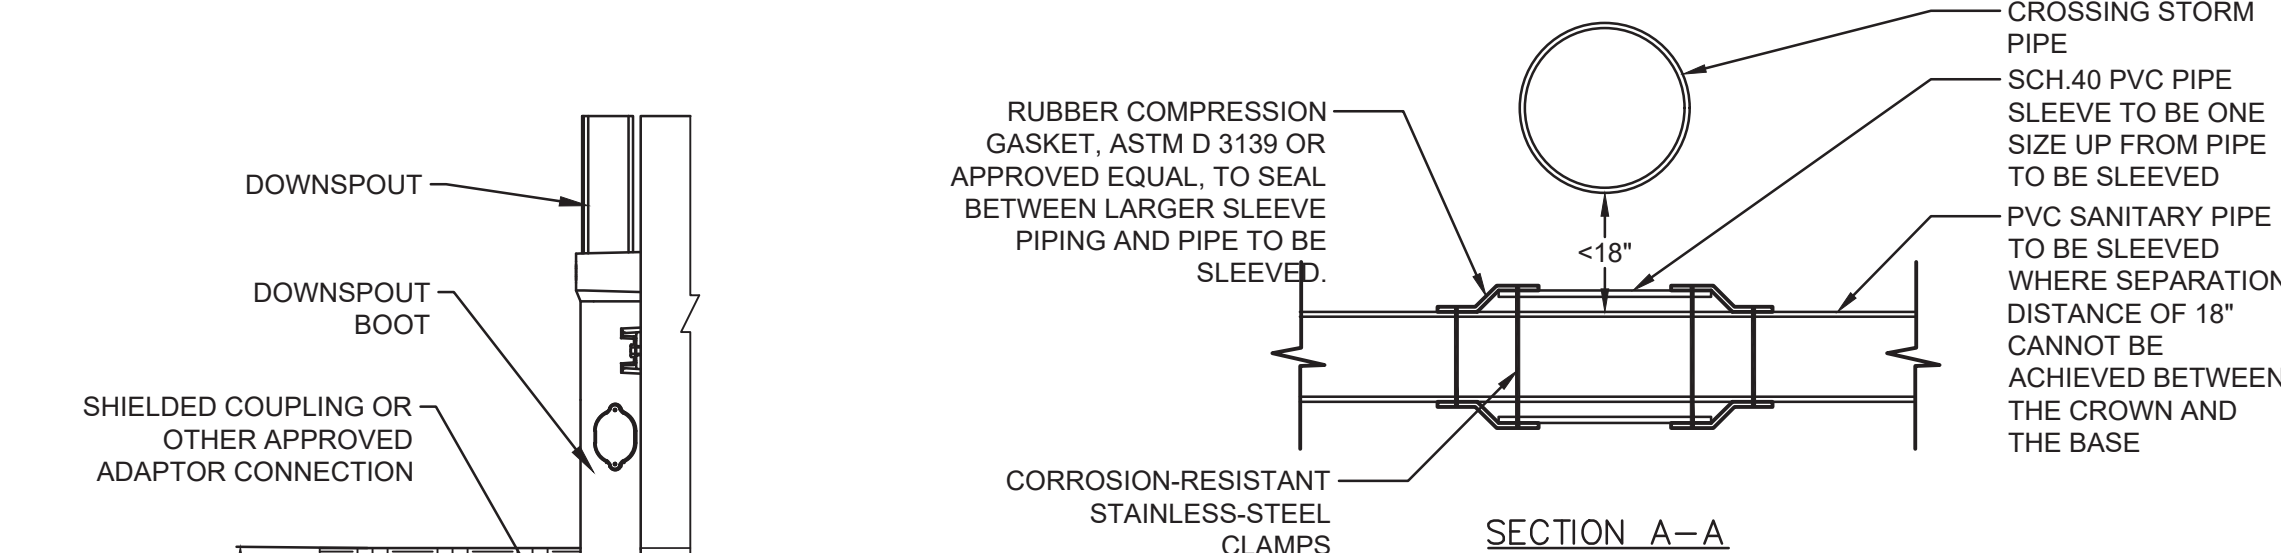 DOWNSPOUT
DOWNSPOUT
BOOT
SHIELDED COUPLING OR
OTHER APPROVED
ADAPTOR CONNECTION
RUBBER COMPRESSION
GASKET, ASTM D 3139 OR
APPROVED EQUAL, TO SEAL
BETWEEN LARGER SLEEVE
PIPING AND PIPE TO BE
SLEEVED.
CORROSION-RESISTANT
STAINLESS-STEEL
CLAMPS
<18"
SECTION A-A
CROSSING STORM
PIPE
SCH.40 PVC PIPE
SLEEVE TO BE ONE
SIZE UP FROM PIPE
TO BE SLEEVED
PVC SANITARY PIPE
TO BE SLEEVED
WHERE SEPARATION
DISTANCE OF 18"
CANNOT BE
ACHIEVED BETWEEN
THE CROWN AND
THE BASE